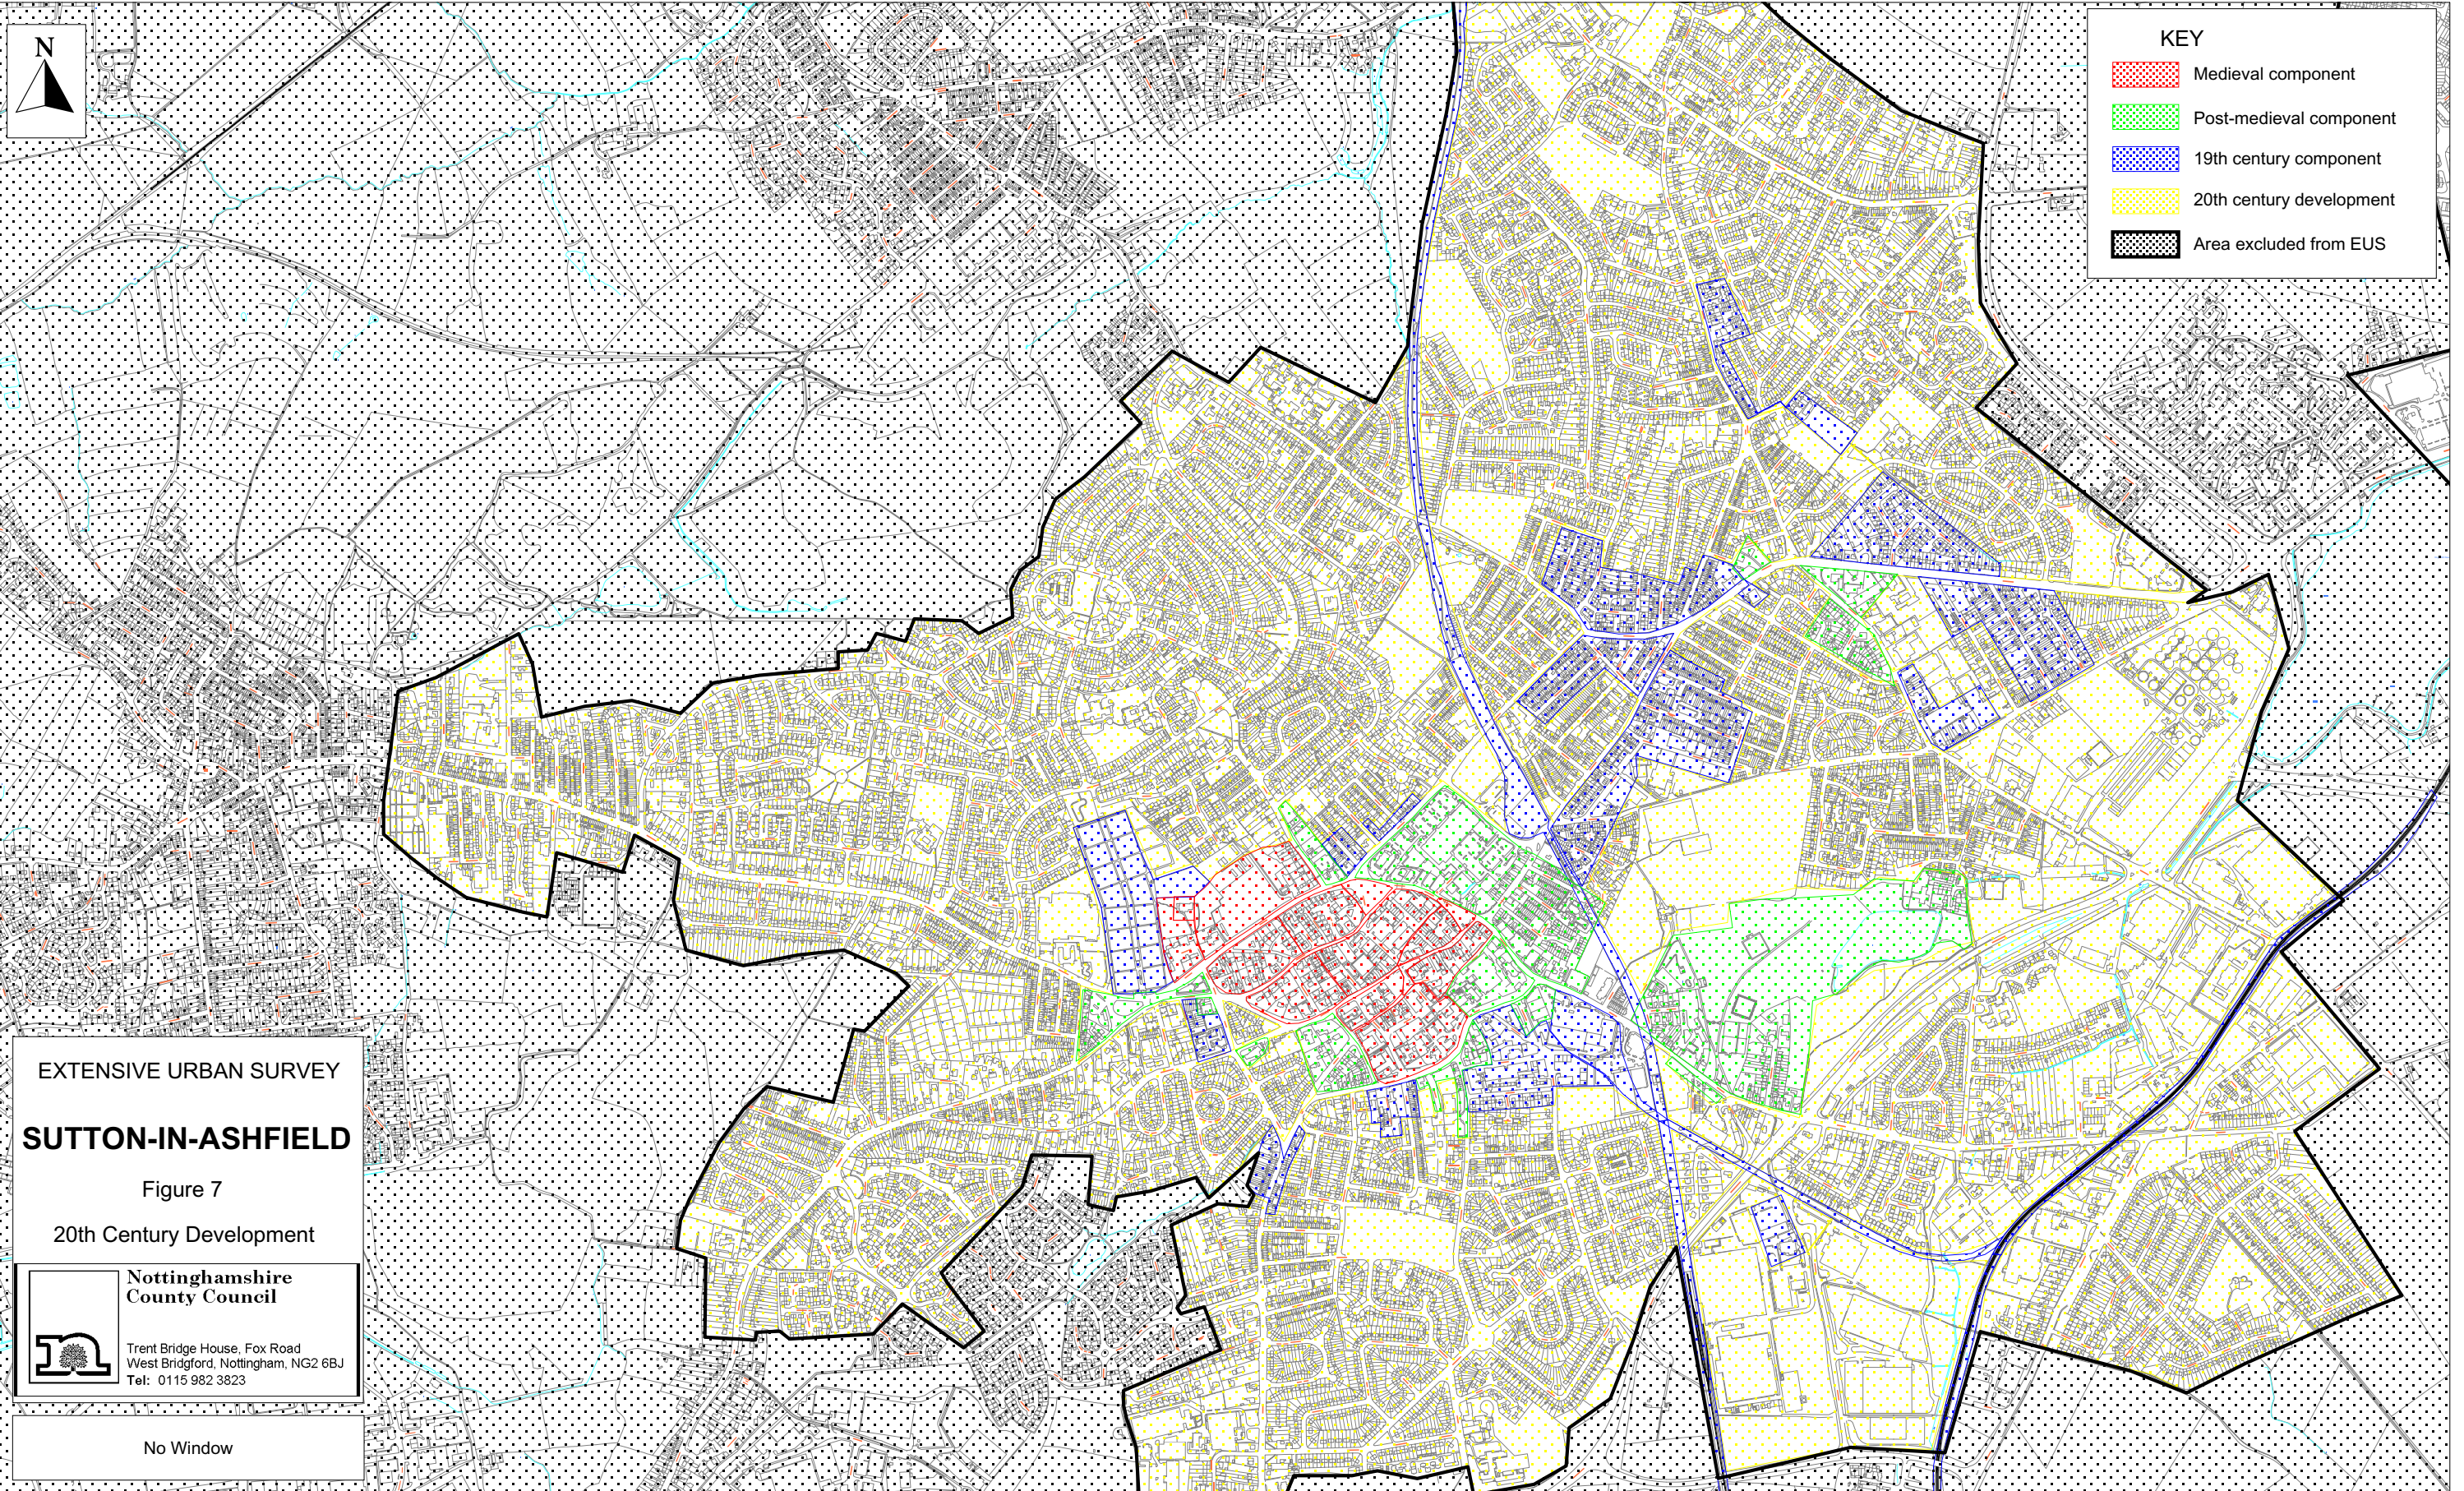 N
KEY
Medieval component
Post-medieval component
19th century component
20th century development
Area excluded from EUS
EXTENSIVE URBAN SURVEY
SUTTON-IN-ASHFIELD
Figure 7
20th Century Development
Nottinghamshire
County Council
Trent Bridge House, Fox Road
West Bridgford, Nottingham, NG2 6BJ
Tel: 0115 982 3823
No Window